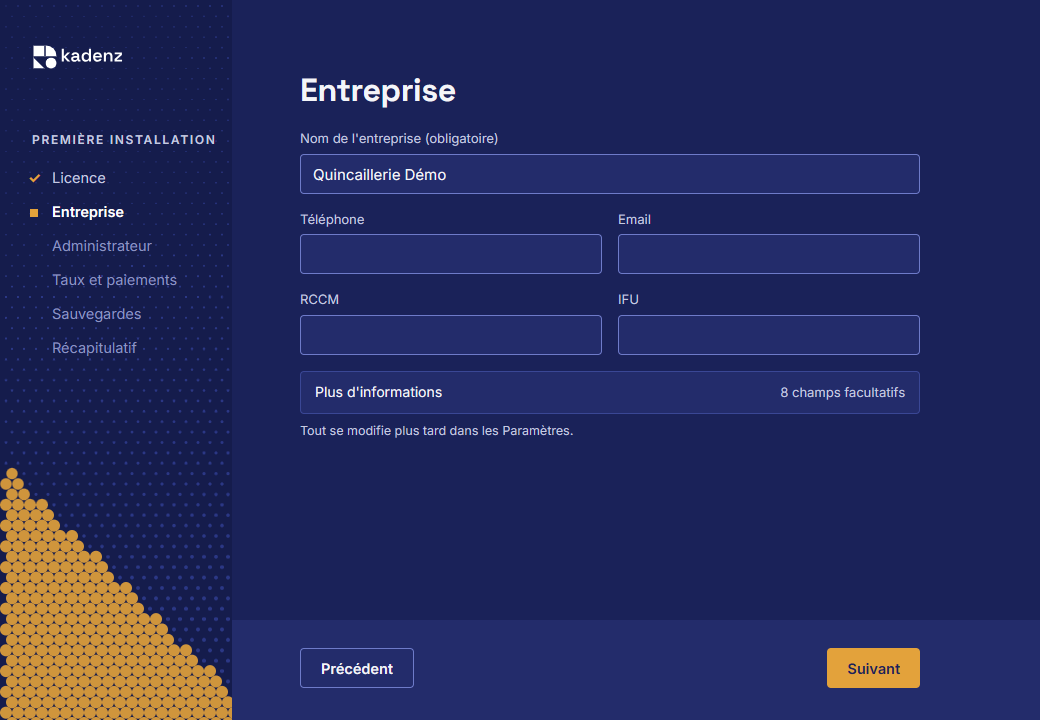 kadenz
PREMIÈRE INSTALLATION
Licence
Entreprise
Administrateur
Taux et paiements
Sauvegardes
Récapitulatif
Entreprise
Nom de l'entreprise (obligatoire)
Quincaillerie Démo
Téléphone
Email
RCCM
IFU
Plus d'informations
8 champs facultatifs
Tout se modifie plus tard dans les Paramètres.
Précédent
Suivant